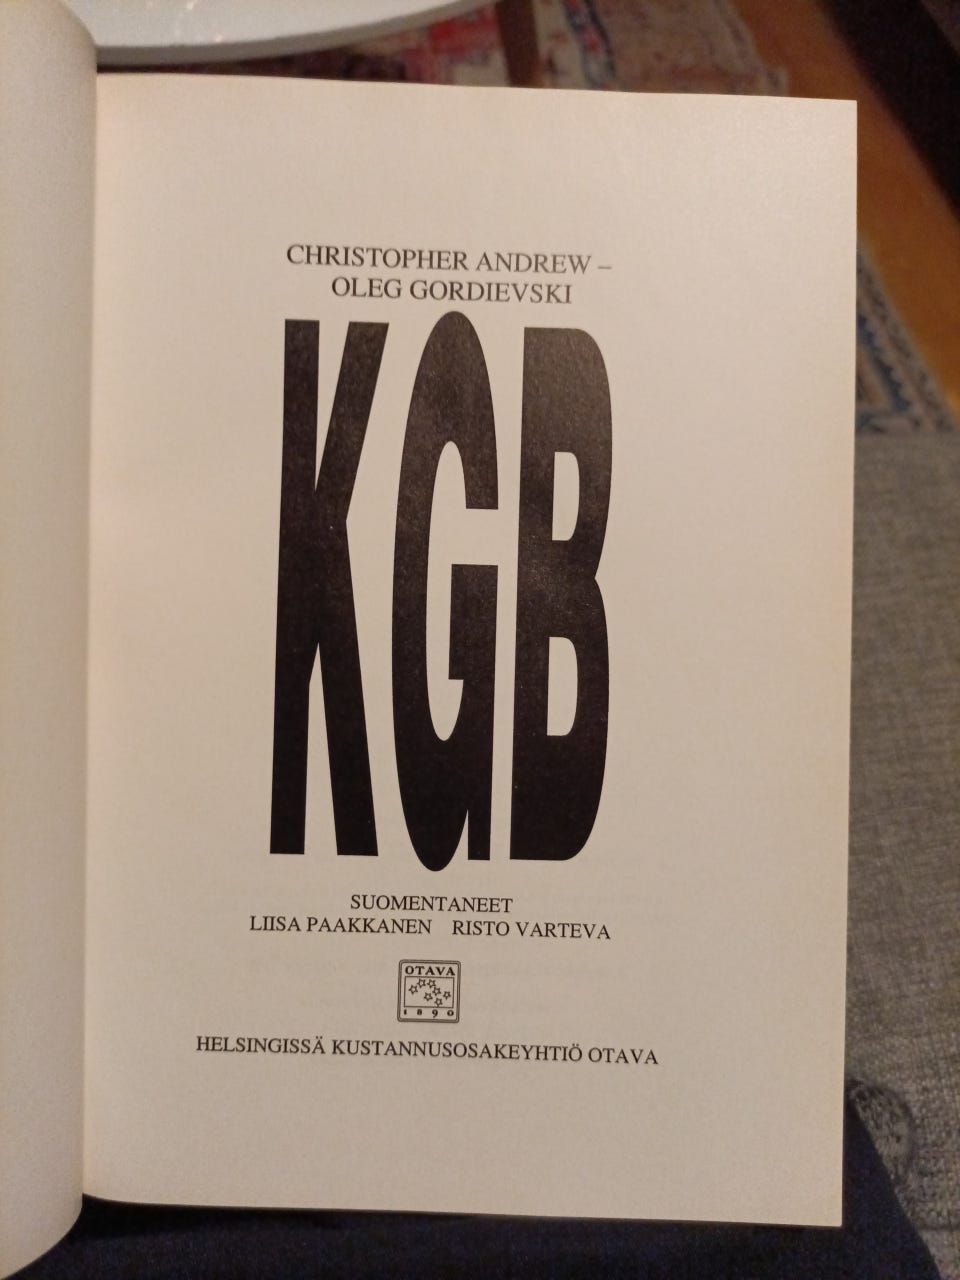 CHRISTOPHER ANDREW –
OLEG GORDIEVSKI
KGB
SUOMENTANEET
LIISA PAAKKANEN RISTO VARTEVA
OTAVA
1890
HELSINGISSÄ KUSTANNUSOSAKEYHTIÖ OTAVA